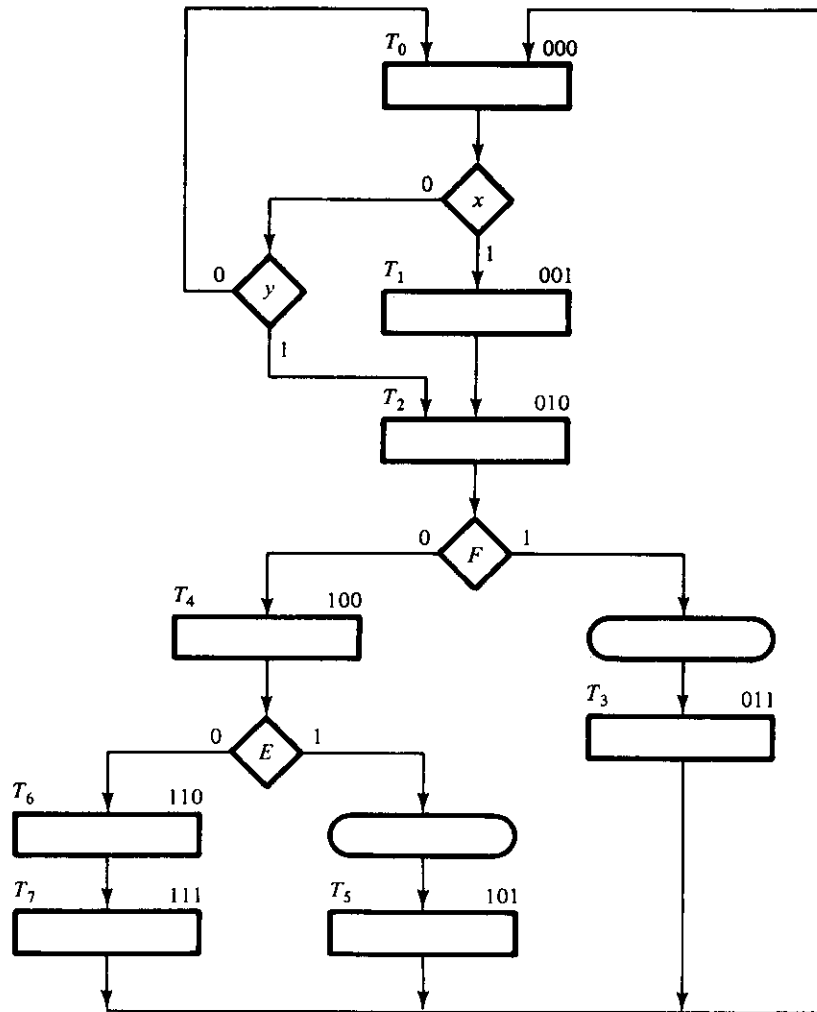 T₀ 000
0 x
1
0 y
T₁ 001
1
T₂ 010
0 F 1
T₄ 100
T₃ 011
0 E 1
T₆ 110
T₇ 111
T₅ 101